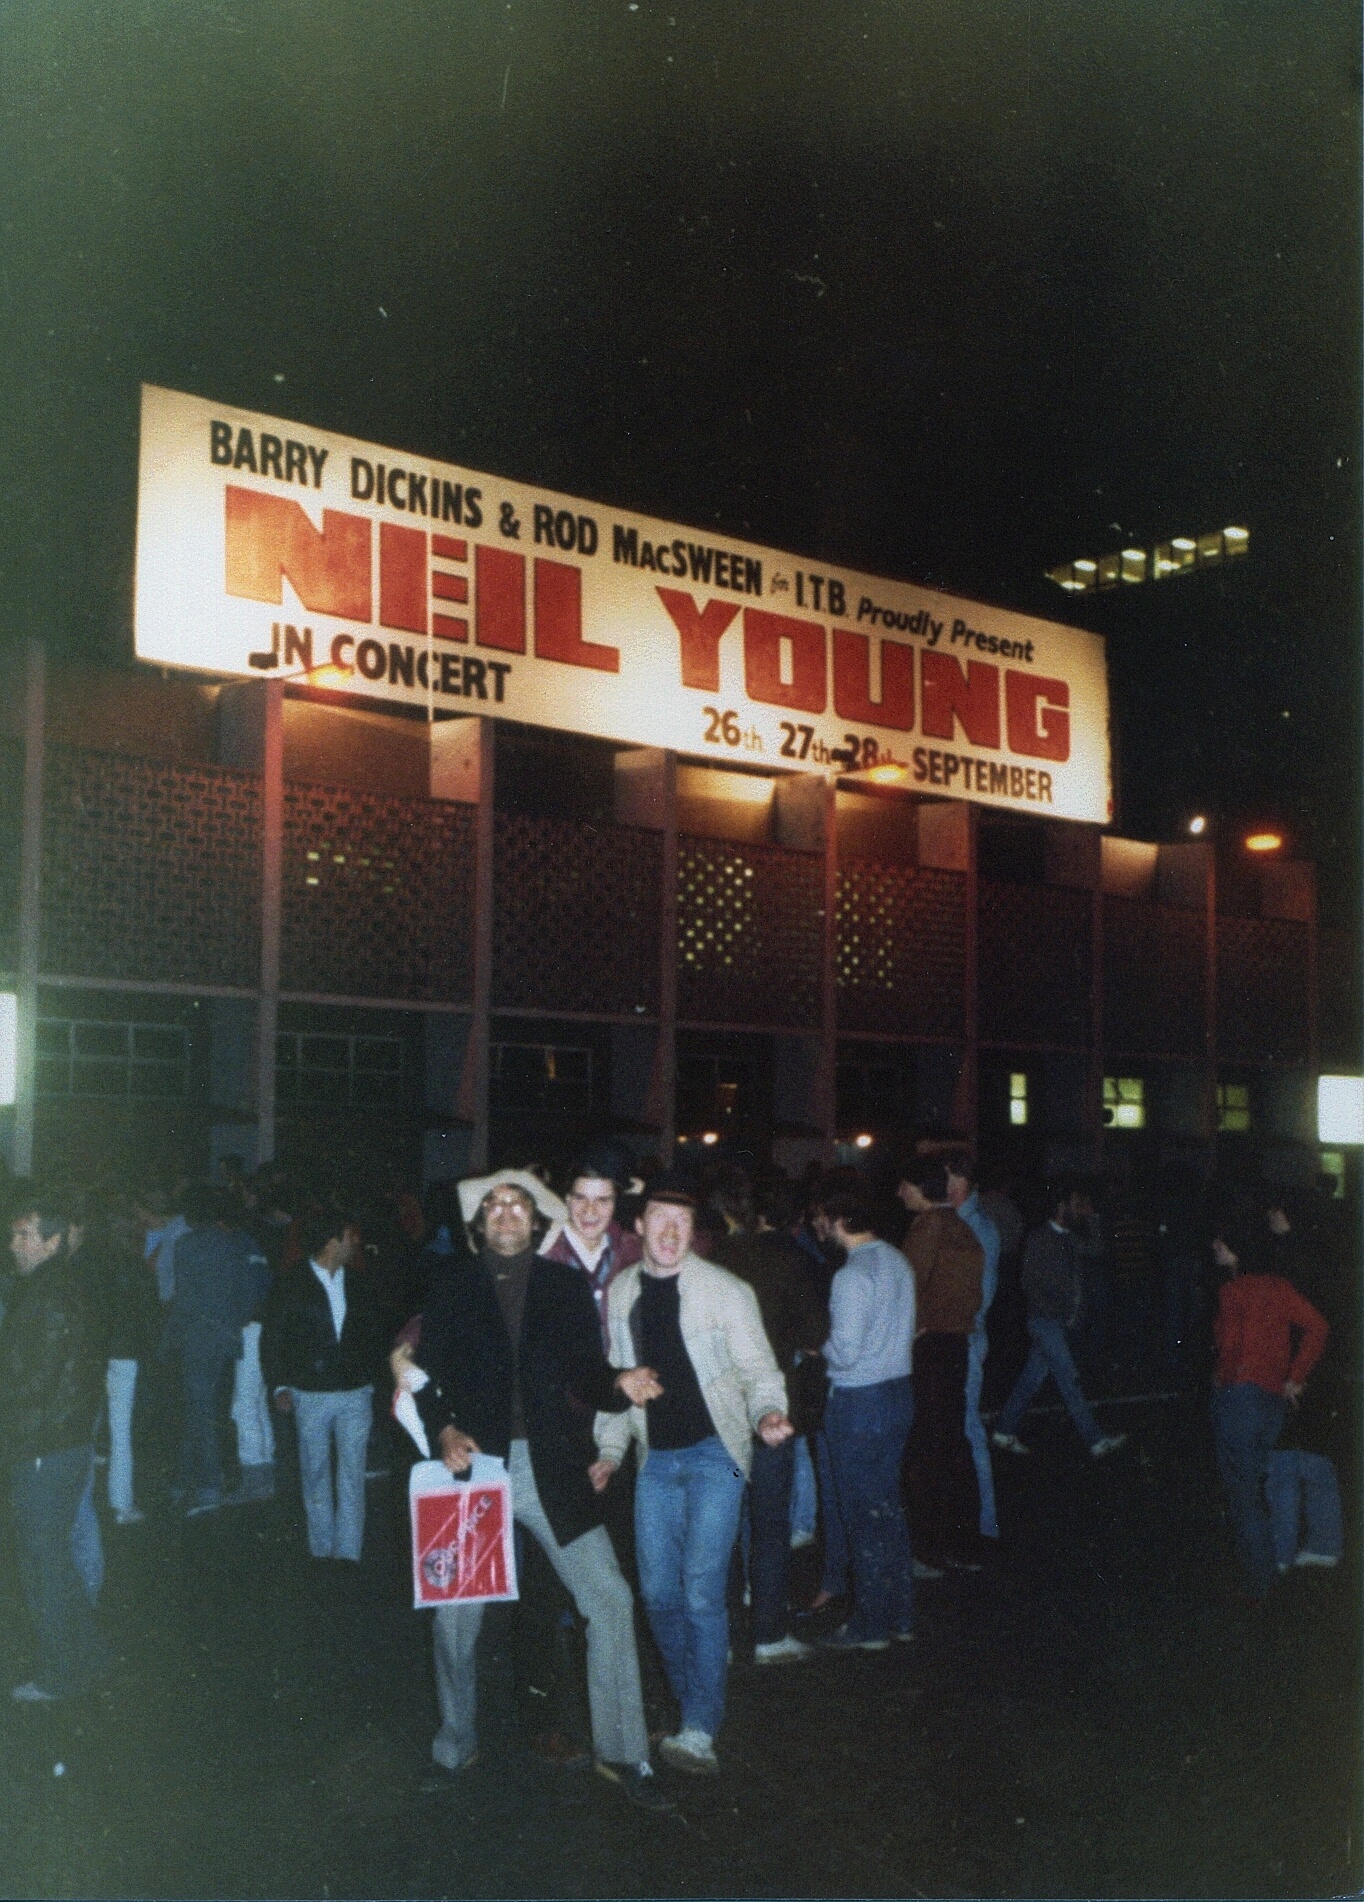 BARRY DICKINS & ROD MACSWEEN for I.T.B. Proudly Present
NEIL YOUNG
IN CONCERT
26th 27th 28th SEPTEMBER